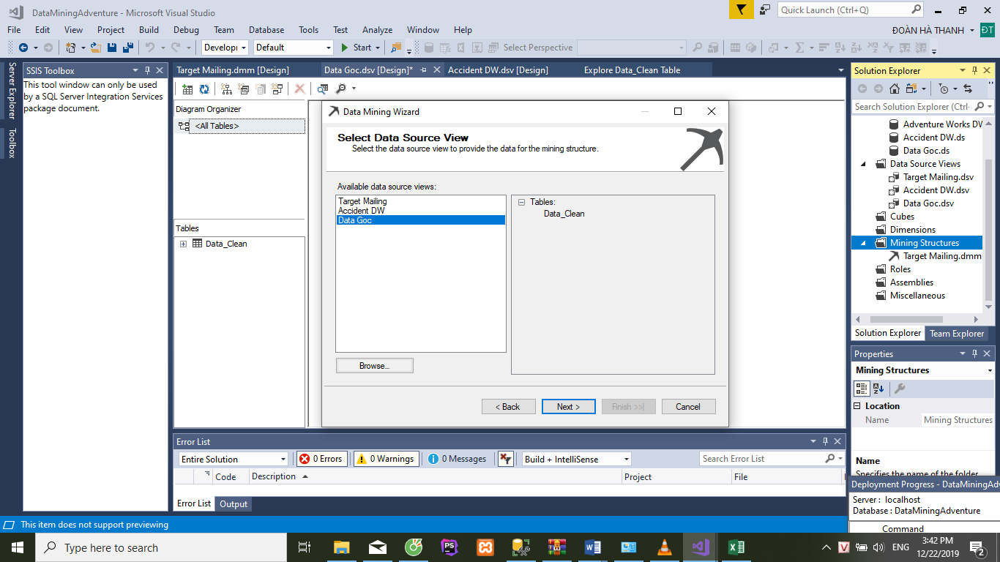 DataMiningAdventure - Microsoft Visual Studio
Quick Launch (Ctrl+Q)
File Edit View Project Build Debug Team Database Tools Test Analyze Window Help
ĐOÀN HÀ THANH ĐT
Develop Default Start Select Perspective
Server Explorer
Toolbox
SSIS Toolbox
This tool window can only be used
by a SQL Server Integration Services
package document.
Target Mailing.dmm [Design] Data Goc.dsv [Design]* Accident DW.dsv [Design] Explore Data_Clean Table
Diagram Organizer
<All Tables>
Tables
Data_Clean
Data Mining Wizard
Select Data Source View
Select the data source view to provide the data for the mining structure.
Available data source views:
Target Mailing
Accident DW
Data Goc
Tables:
Data_Clean
Browse...
< Back Next > Finish >>| Cancel
Solution Explorer
Search Solution Explorer (Ctrl-
Adventure Works DW
Accident DW.ds
Data Goc.ds
Data Source Views
Target Mailing.dsv
Accident DW.dsv
Data Goc.dsv
Cubes
Dimensions
Mining Structures
Target Mailing.dmm
Roles
Assemblies
Miscellaneous
Solution Explorer Team Explorer
Properties
Mining Structures
Location
Name Mining Structures
Name
Specifies the name of the folder
Error List
Entire Solution 0 Errors 0 Warnings 0 Messages Build + IntelliSense Search Error List
Code Description Project File
Error List Output
Deployment Progress - DataMiningAdv
Server : localhost
Database : DataMiningAdventure
Command
This item does not support previewing
Type here to search
PS
W
V
ENG
3:42 PM
12/22/2019
2